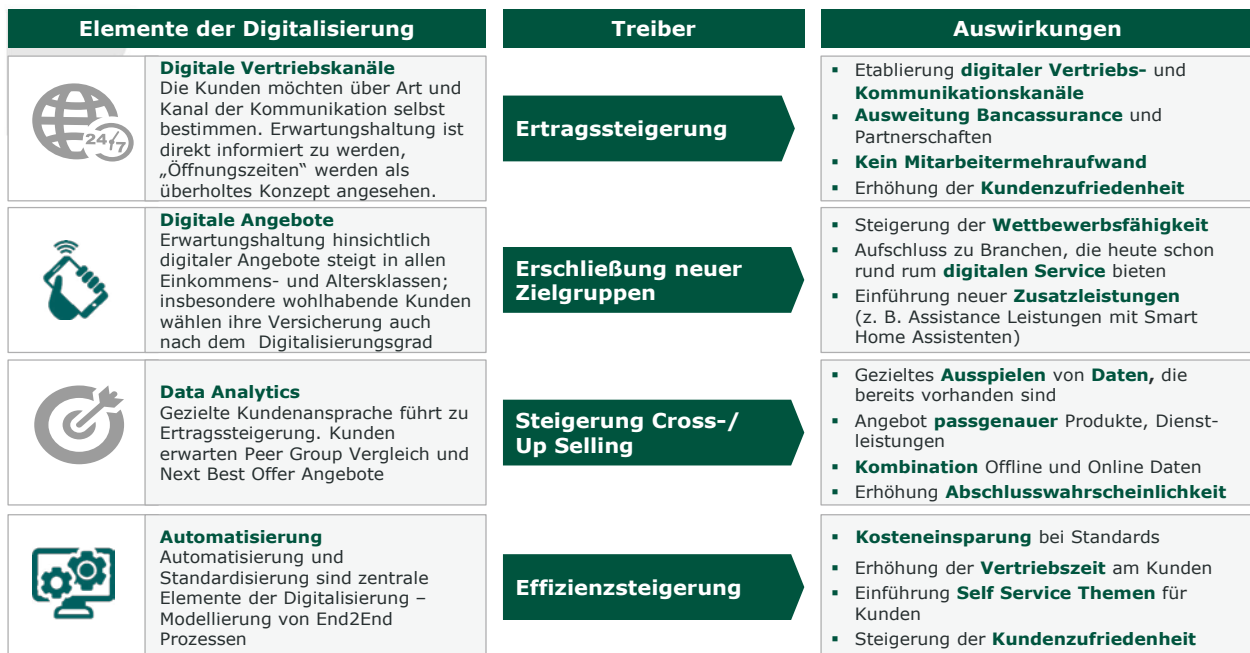 Elemente der Digitalisierung
Treiber
Auswirkungen
24/7
Digitale Vertriebskanäle
Die Kunden möchten über Art und
Kanal der Kommunikation selbst
bestimmen. Erwartungshaltung ist
direkt informiert zu werden,
„Öffnungszeiten“ werden als
überholtes Konzept angesehen.
Ertragssteigerung
▪ Etablierung digitaler Vertriebs- und
Kommunikationskanäle
▪ Ausweitung Bancassurance und
Partnerschaften
▪ Kein Mitarbeitermehraufwand
▪ Erhöhung der Kundenzufriedenheit
Digitale Angebote
Erwartungshaltung hinsichtlich
digitaler Angebote steigt in allen
Einkommens- und Altersklassen;
insbesondere wohlhabende Kunden
wählen ihre Versicherung auch
nach dem Digitalisierungsgrad
Erschließung neuer
Zielgruppen
▪ Steigerung der Wettbewerbsfähigkeit
▪ Aufschluss zu Branchen, die heute schon
rund rum digitalen Service bieten
▪ Einführung neuer Zusatzleistungen
(z. B. Assistance Leistungen mit Smart
Home Assistenten)
Data Analytics
Gezielte Kundenansprache führt zu
Ertragssteigerung. Kunden
erwarten Peer Group Vergleich und
Next Best Offer Angebote
Steigerung Cross-/
Up Selling
▪ Gezieltes Ausspielen von Daten, die
bereits vorhanden sind
▪ Angebot passgenauer Produkte, Dienst-
leistungen
▪ Kombination Offline und Online Daten
▪ Erhöhung Abschlusswahrscheinlichkeit
Automatisierung
Automatisierung und
Standardisierung sind zentrale
Elemente der Digitalisierung –
Modellierung von End2End
Prozessen
Effizienzsteigerung
▪ Kosteneinsparung bei Standards
▪ Erhöhung der Vertriebszeit am Kunden
▪ Einführung Self Service Themen für
Kunden
▪ Steigerung der Kundenzufriedenheit